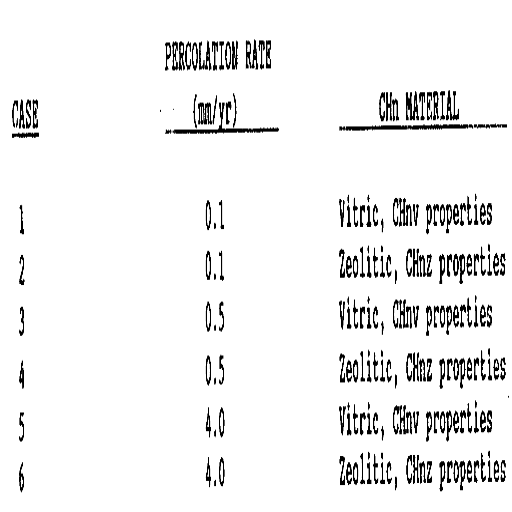 PERCOLATION RATE
CASE (mm/yr) CHn MATERIAL
1 0.1 Vitric, CHnv properties
2 0.1 Zeolitic, CHnz properties
3 0.5 Vitric, CHnv properties
4 0.5 Zeolitic, CHnz properties
5 4.0 Vitric, CHnv properties
6 4.0 Zeolitic, CHnz properties